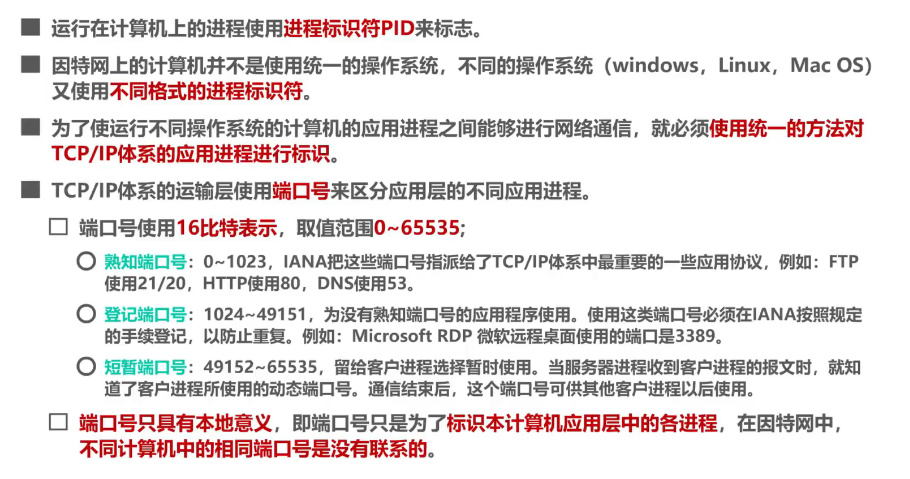 运行在计算机上的进程使用进程标识符PID来标志。
因特网上的计算机并不是使用统一的操作系统，不同的操作系统（windows，Linux，Mac OS）
又使用不同格式的进程标识符。
为了使运行不同操作系统的计算机的应用进程之间能够进行网络通信，就必须使用统一的方法对
TCP/IP体系的应用进程进行标识。
TCP/IP体系的运输层使用端口号来区分应用层的不同应用进程。
端口号使用16比特表示，取值范围0~65535;
熟知端口号：0~1023，IANA把这些端口号指派给了TCP/IP体系中最重要的一些应用协议，例如：FTP
使用21/20，HTTP使用80，DNS使用53。
登记端口号：1024~49151，为没有熟知端口号的应用程序使用。使用这类端口号必须在IANA按照规定
的手续登记，以防止重复。例如：Microsoft RDP 微软远程桌面使用的端口是3389。
短暂端口号：49152~65535，留给客户进程选择暂时使用。当服务器进程收到客户进程的报文时，就知
道了客户进程所使用的动态端口号。通信结束后，这个端口号可供其他客户进程以后使用。
端口号只具有本地意义，即端口号只是为了标识本计算机应用层中的各进程，在因特网中，
不同计算机中的相同端口号是没有联系的。